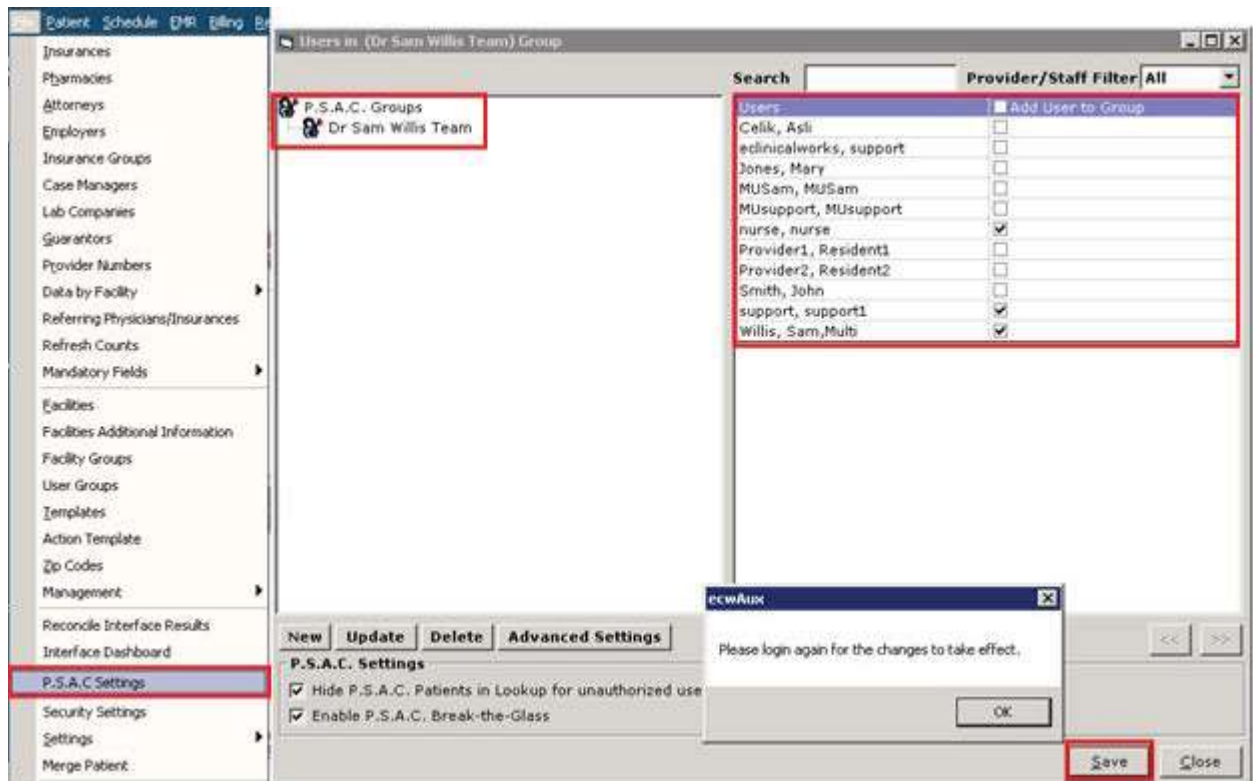 Patient Schedule EMR Billing
Insurances
Pharmacies
Attorneys
Employers
Insurance Groups
Case Managers
Lab Companies
Guarantors
Provider Numbers
Data by Facility
Referring Physicians/Insurances
Refresh Counts
Mandatory Fields
Facilities
Facilities Additional Information
Facility Groups
User Groups
Templates
Action Template
Zip Codes
Management
Reconcile Interface Results
Interface Dashboard
P.S.A.C Settings
Security Settings
Settings
Merge Patient
Users in (Dr Sam Willis Team) Group
Search Provider/Staff Filter All
P.S.A.C. Groups
Dr Sam Willis Team
Users Add User to Group
Celik, Asli
eclinicalworks, support
Jones, Mary
MUSam, MUSam
MUsupport, MUsupport
nurse, nurse
Provider1, Resident1
Provider2, Resident2
Smith, John
support, support1
Willis, Sam,Multi
New Update Delete Advanced Settings << >>
P.S.A.C. Settings
Hide P.S.A.C. Patients in Lookup for unauthorized use
Enable P.S.A.C. Break-the-Glass
ecwAux
Please login again for the changes to take effect.
OK
Save Close